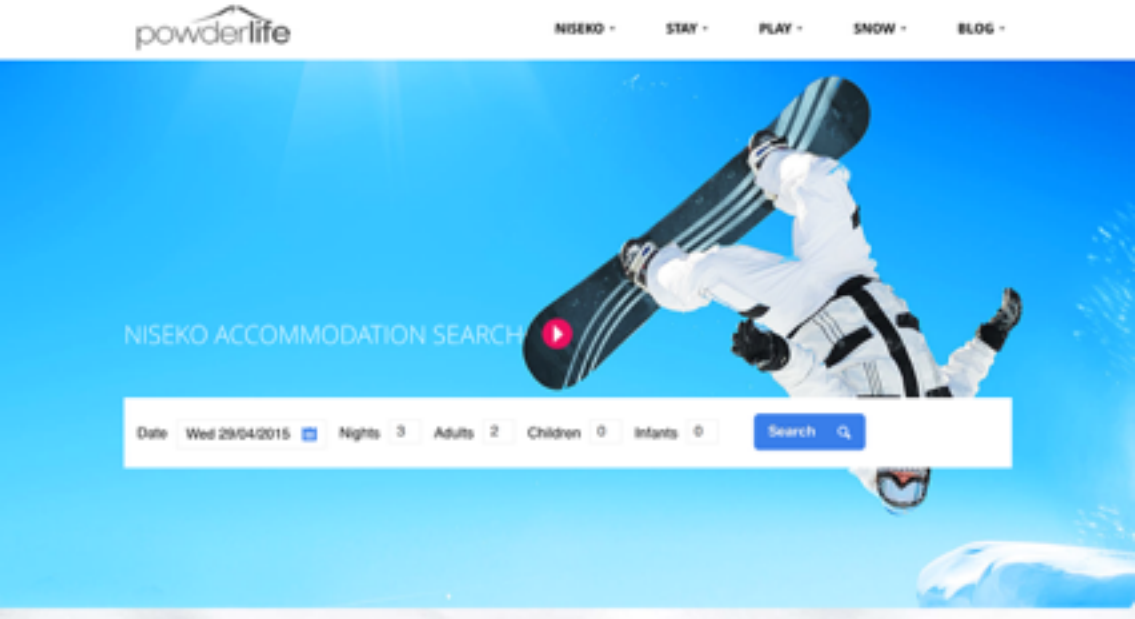 powderlife
NISEKO STAY PLAY SNOW BLOG
NISEKO ACCOMMODATION SEARCH
Date Wed 29/04/2015 Nights 3 Adults 2 Children 0 Infants 0 Search